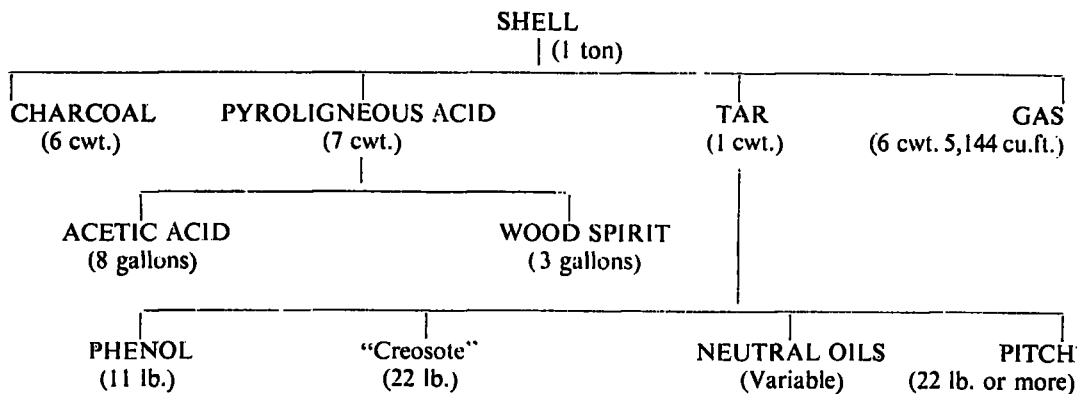 SHELL
(1 ton)
CHARCOAL PYROLIGNEOUS ACID TAR GAS
(6 cwt.) (7 cwt.) (1 cwt.) (6 cwt. 5,144 cu.ft.)
ACETIC ACID WOOD SPIRIT
(8 gallons) (3 gallons)
PHENOL "Creosote" NEUTRAL OILS PITCH
(11 lb.) (22 lb.) (Variable) (22 lb. or more)